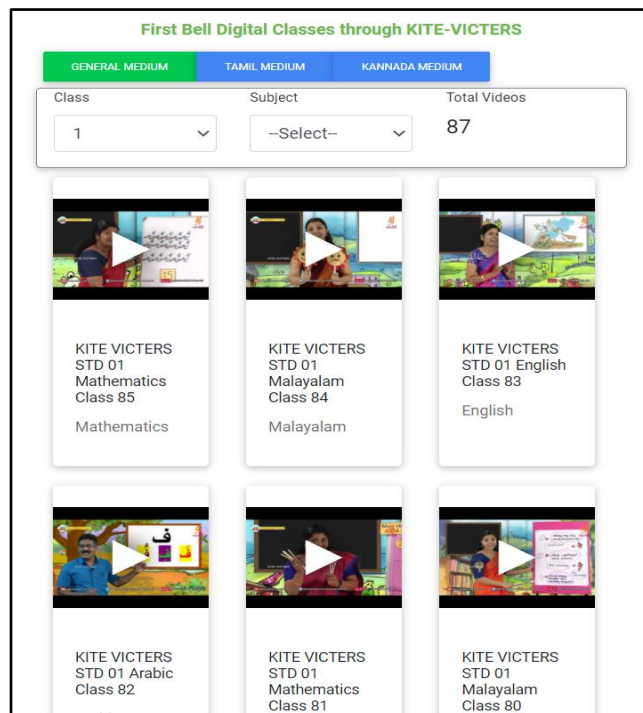 First Bell Digital Classes through KITE-VICTERS
GENERAL MEDIUM
TAMIL MEDIUM
KANNADA MEDIUM
Class
Subject
Total Videos
1
--Select--
87
15
KITE VICTERS
STD 01
Mathematics
Class 85
Mathematics
KITE VICTERS
STD 01
Malayalam
Class 84
Malayalam
KITE VICTERS
STD 01 English
Class 83
English
ف
KITE VICTERS
STD 01 Arabic
Class 82
KITE VICTERS
STD 01
Mathematics
Class 81
KITE VICTERS
STD 01
Malayalam
Class 80